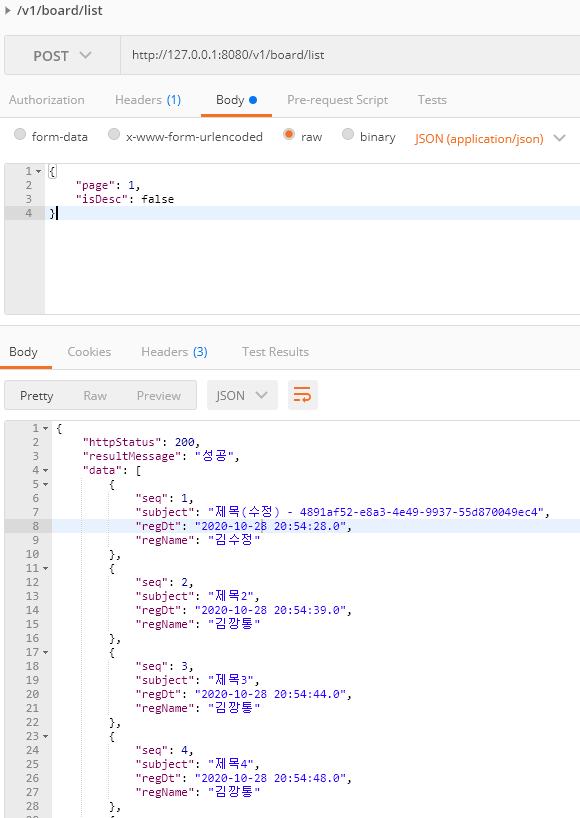 /v1/board/list
POST http://127.0.0.1:8080/v1/board/list
Authorization Headers (1) Body Pre-request Script Tests
form-data x-www-form-urlencoded raw binary JSON (application/json)
1 {
2 "page": 1,
3 "isDesc": false
4 }
Body Cookies Headers (3) Test Results
Pretty Raw Preview JSON
1 {
2 "httpStatus": 200,
3 "resultMessage": "성공",
4 "data": [
5 {
6 "seq": 1,
7 "subject": "제목(수정) - 4891af52-e8a3-4e49-9937-55d870049ec4",
8 "regDt": "2020-10-28 20:54:28.0",
9 "regName": "김수정"
10 },
11 {
12 "seq": 2,
13 "subject": "제목2",
14 "regDt": "2020-10-28 20:54:39.0",
15 "regName": "김깡통"
16 },
17 {
18 "seq": 3,
19 "subject": "제목3",
20 "regDt": "2020-10-28 20:54:44.0",
21 "regName": "김깡통"
22 },
23 {
24 "seq": 4,
25 "subject": "제목4",
26 "regDt": "2020-10-28 20:54:48.0",
27 "regName": "김깡통"
28 },